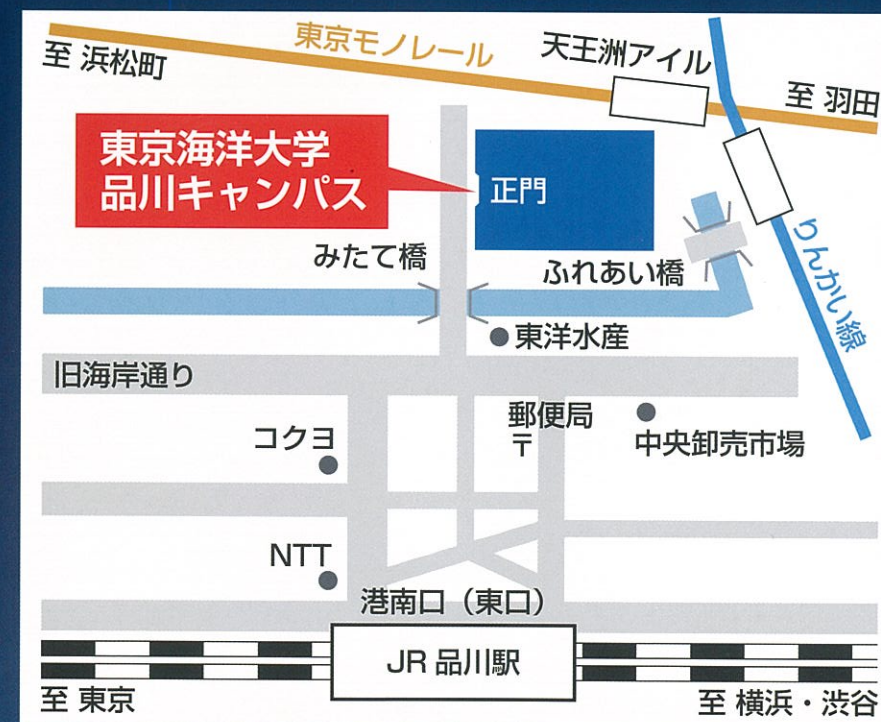 東京モノレール
天王洲アイル
至 浜松町
至 羽田
東京海洋大学
品川キャンパス
正門
みたて橋
ふれあい橋
りんかい線
東洋水産
旧海岸通り
郵便局
〒
コクヨ
中央卸売市場
NTT
港南口（東口）
JR 品川駅
至 東京
至 横浜・渋谷